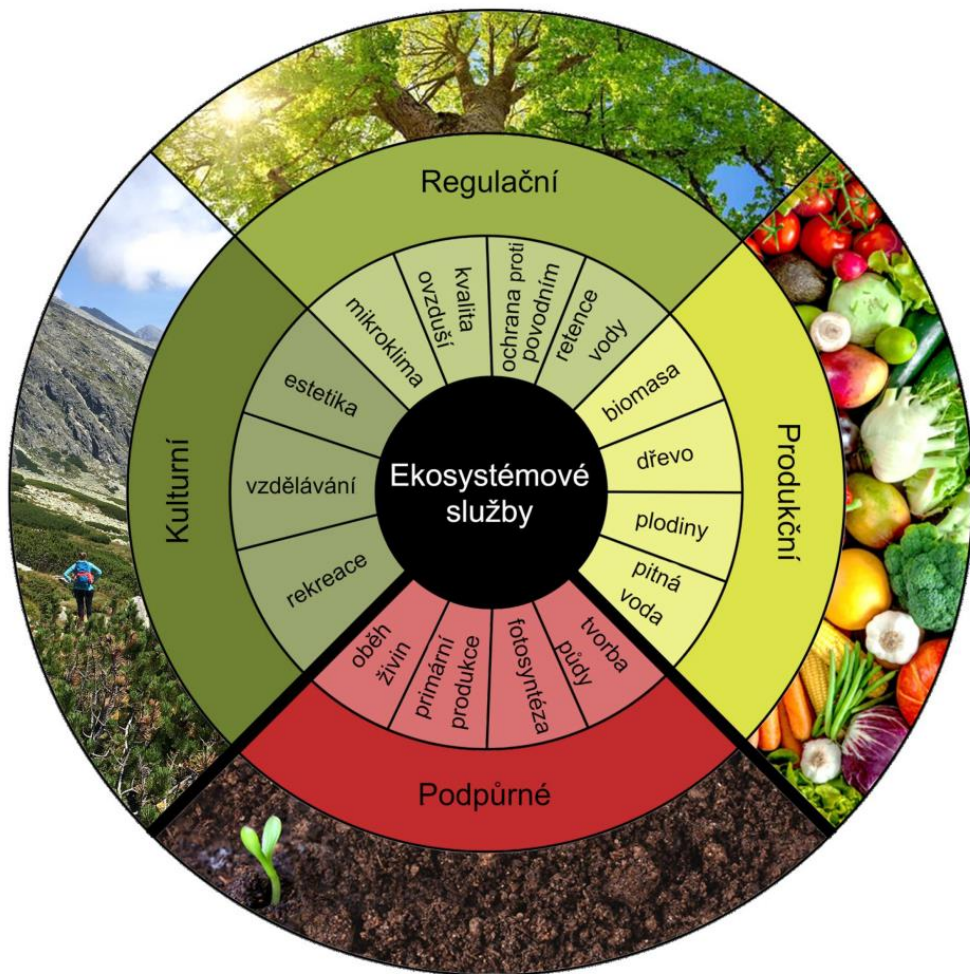 Regulační
mikroklima
kvalita
ovzduší
ochrana proti
povodním
retence
vody
Produkční
biomasa
dřevo
plodiny
pitná
voda
Podpůrné
tvorba
půdy
fotosyntéza
primární
produkce
oběh
živin
Kulturní
rekreace
vzdělávání
estetika
Ekosystémové
služby